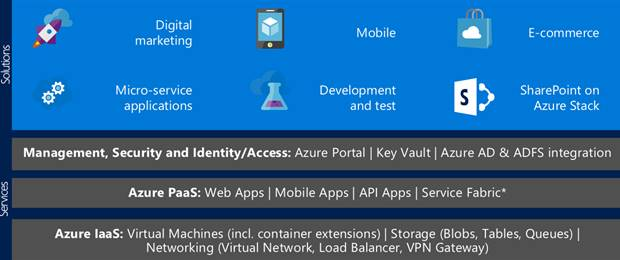 Solutions
Digital
marketing
Mobile
E-commerce
Micro-service
applications
Development
and test
S
SharePoint on
Azure Stack
Services
Management, Security and Identity/Access: Azure Portal | Key Vault | Azure AD & ADFS integration
Azure PaaS: Web Apps | Mobile Apps | API Apps | Service Fabric*
Azure IaaS: Virtual Machines (incl. container extensions) | Storage (Blobs, Tables, Queues) |
Networking (Virtual Network, Load Balancer, VPN Gateway)